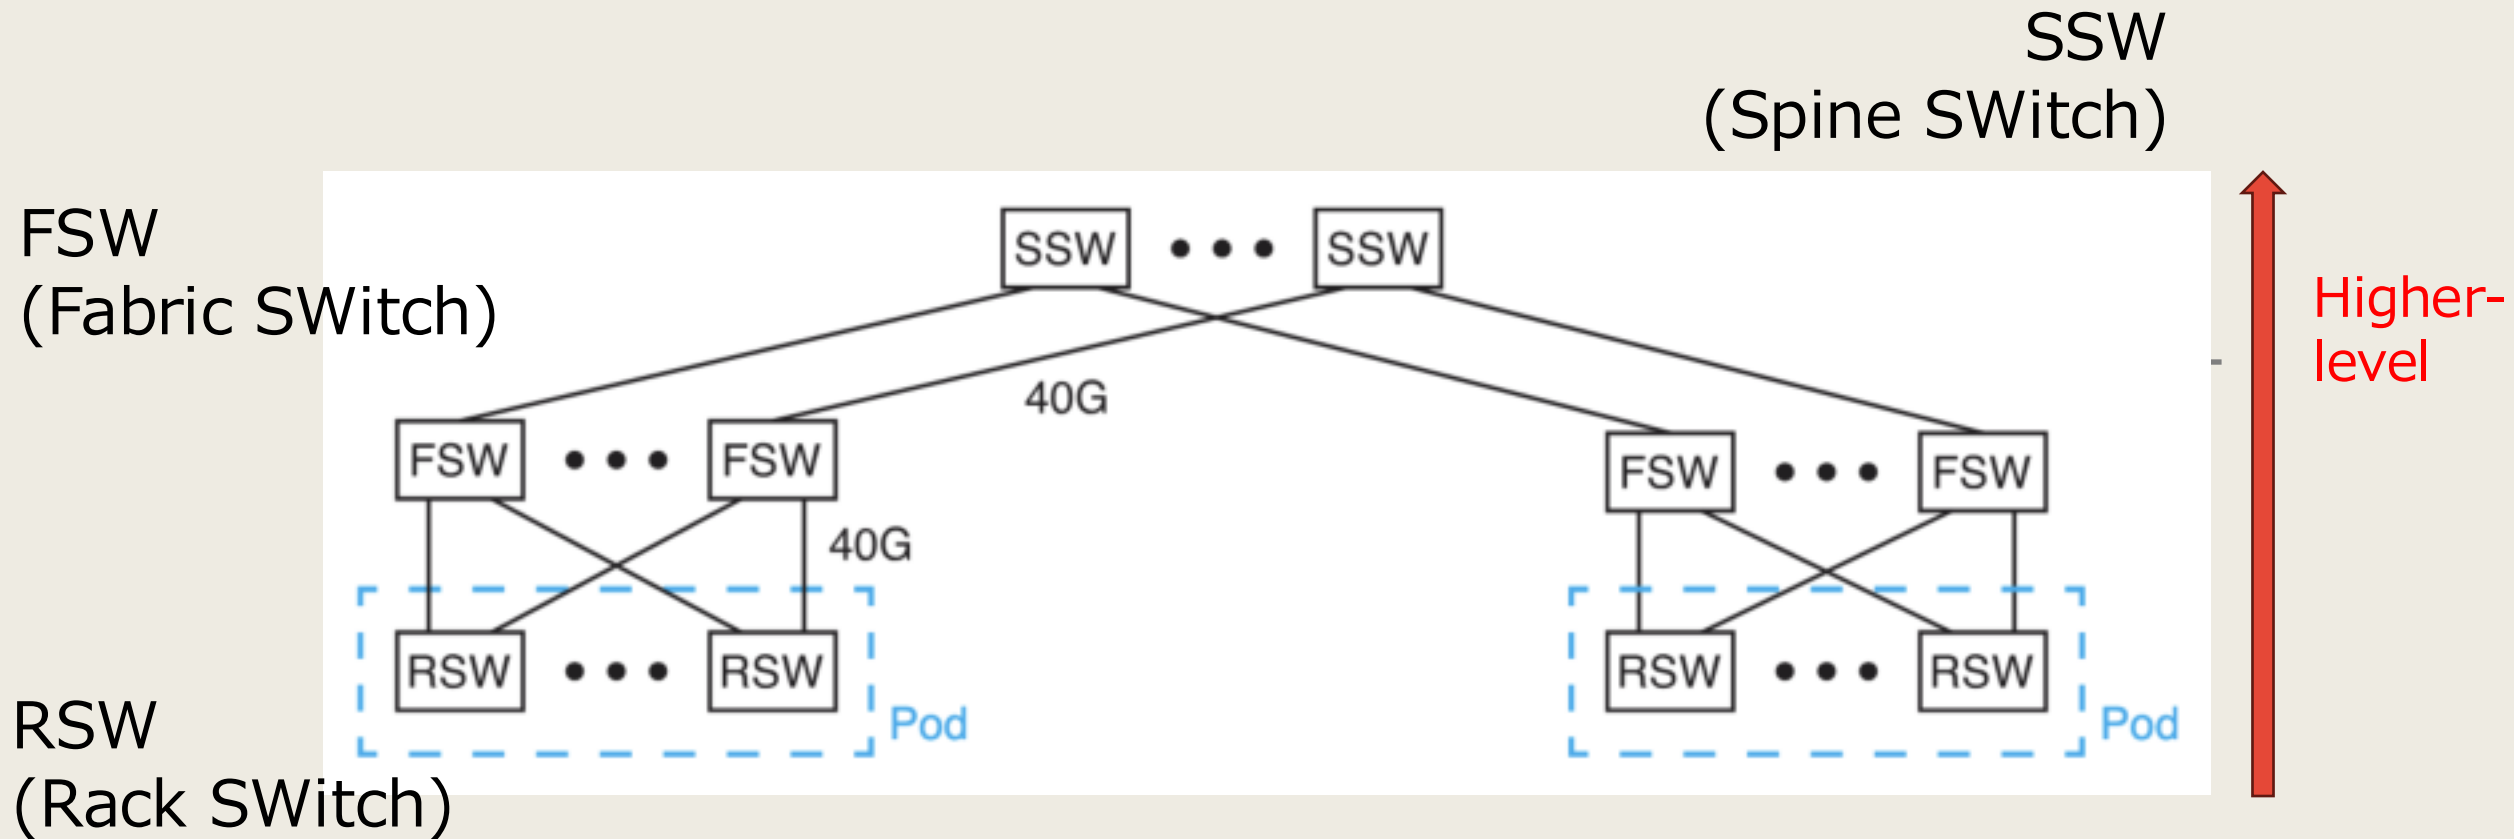 SSW
(Spine SWitch)
FSW
(Fabric SWitch)
SSW SSW
Higher-
level
40G
FSW FSW FSW FSW
40G
RSW RSW RSW RSW
Pod Pod
RSW
(Rack SWitch)